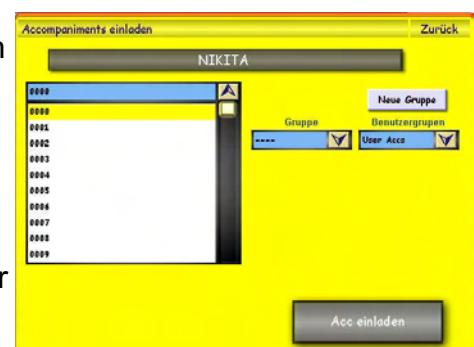 n
Accompaniments einladen
Zurück
NIKITA
0000
0000
0001
0002
0003
0004
0005
0006
0007
0008
0009
Neue Gruppe
Gruppe
Benutzergrupen
----
User Accs
r
Acc einladen